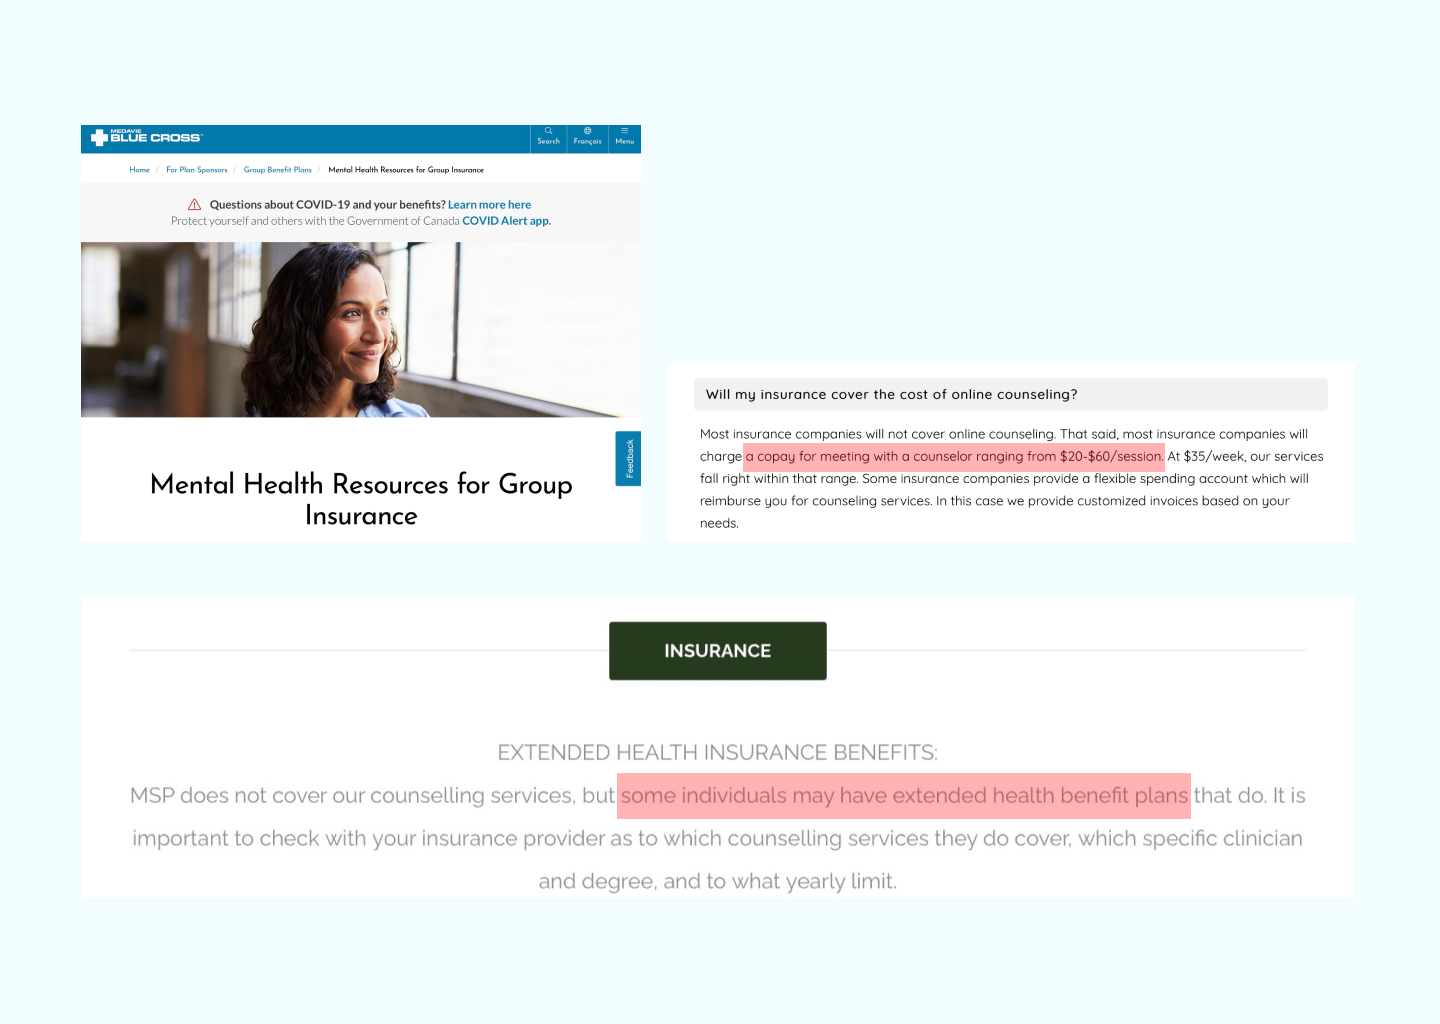 MEDAVIE
BLUE CROSS
Search
Français
Menu
Home / For Plan Sponsors / Group Benefit Plans / Mental Health Resources for Group Insurance
Questions about COVID-19 and your benefits? Learn more here
Protect yourself and others with the Government of Canada COVID Alert app.
Feedback
Mental Health Resources for Group
Insurance
Will my insurance cover the cost of online counseling?
Most insurance companies will not cover online counseling. That said, most insurance companies will
charge a copay for meeting with a counselor ranging from $20-$60/session. At $35/week, our services
fall right within that range. Some insurance companies provide a flexible spending account which will
reimburse you for counseling services. In this case we provide customized invoices based on your
needs.
INSURANCE
EXTENDED HEALTH INSURANCE BENEFITS:
MSP does not cover our counselling services, but some individuals may have extended health benefit plans that do. It is
important to check with your insurance provider as to which counselling services they do cover, which specific clinician
and degree, and to what yearly limit.